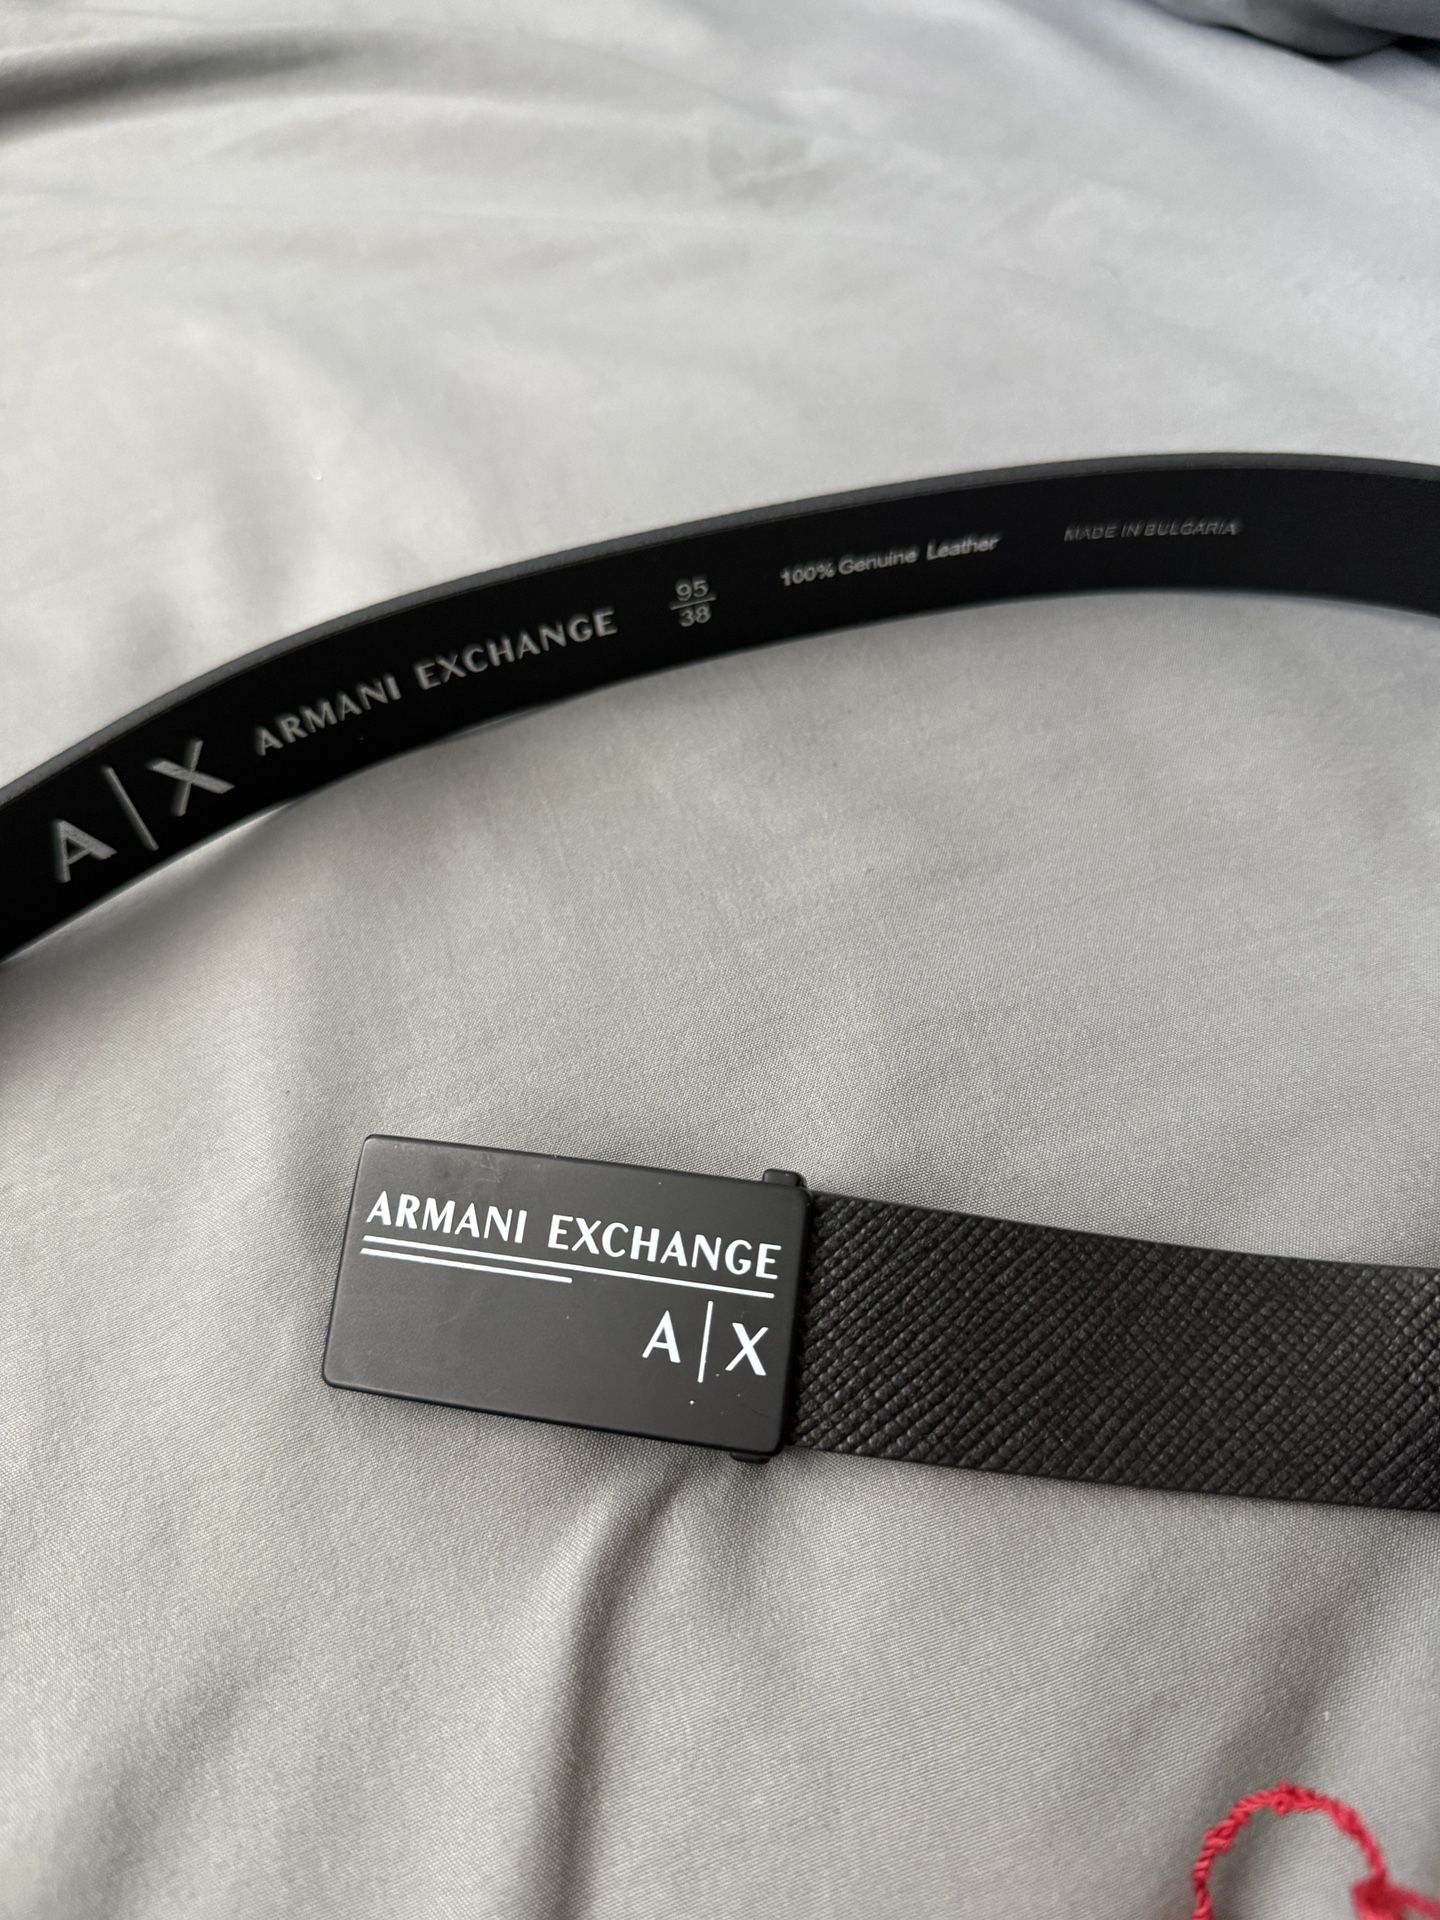 A|X ARMANI EXCHANGE 95/38 100% Genuine Leather MADE IN BULGARIA
ARMANI EXCHANGE
A|X